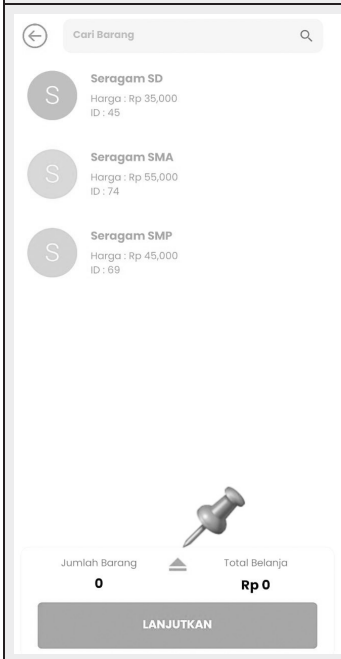 Cari Barang
S
Seragam SD
Harga : Rp 35,000
ID : 45
S
Seragam SMA
Harga : Rp 55,000
ID : 74
S
Seragam SMP
Harga : Rp 45,000
ID : 69
Jumlah Barang
0
Total Belanja
Rp 0
LANJUTKAN